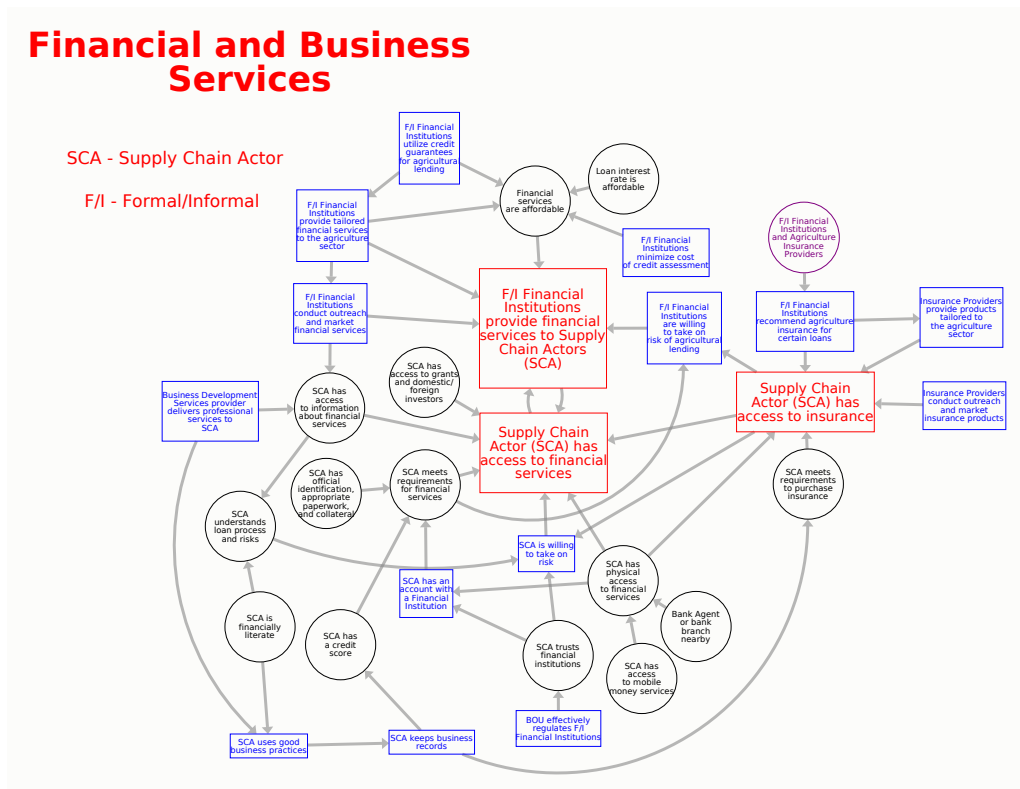 Financial and Business
Services
SCA - Supply Chain Actor
F/I - Formal/Informal
F/I Financial
Institutions
utilize credit
guarantees
for agricultural
lending
Financial
services
are affordable
Loan interest
rate is
affordable
F/I Financial
Institutions
provide tailored
financial services
to the agriculture
sector
F/I Financial
Institutions
minimize cost
of credit assessment
F/I Financial
Institutions
and Agriculture
Insurance
Providers
F/I Financial
Institutions
conduct outreach
and market
financial services
F/I Financial
Institutions
provide financial
services to Supply
Chain Actors
(SCA)
F/I Financial
Institutions
are willing
to take on
risk of agricultural
lending
F/I Financial
Institutions
recommend agriculture
insurance for
certain loans
Insurance Providers
provide products
tailored to
the agriculture
sector
SCA has
access to grants
and domestic/
foreign
investors
Business Development
Services provider
delivers professional
services to
SCA
SCA has
access
to information
about financial
services
Supply Chain
Actor (SCA) has
access to insurance
Insurance Providers
conduct outreach
and market
insurance products
Supply Chain
Actor (SCA) has
access to financial
services
SCA has
official
identification,
appropriate
paperwork,
and collateral
SCA meets
requirements
for financial
services
SCA meets
requirements
to purchase
insurance
SCA
understands
loan process
and risks
SCA is willing
to take on
risk
SCA has an
account with
a Financial
Institution
SCA has
physical
access
to financial
services
SCA is
financially
literate
SCA has
a credit
score
SCA trusts
financial
institutions
Bank Agent
or bank
branch
nearby
SCA has
access
to mobile
money services
BOU effectively
regulates F/I
Financial Institutions
SCA uses good
business practices
SCA keeps business
records